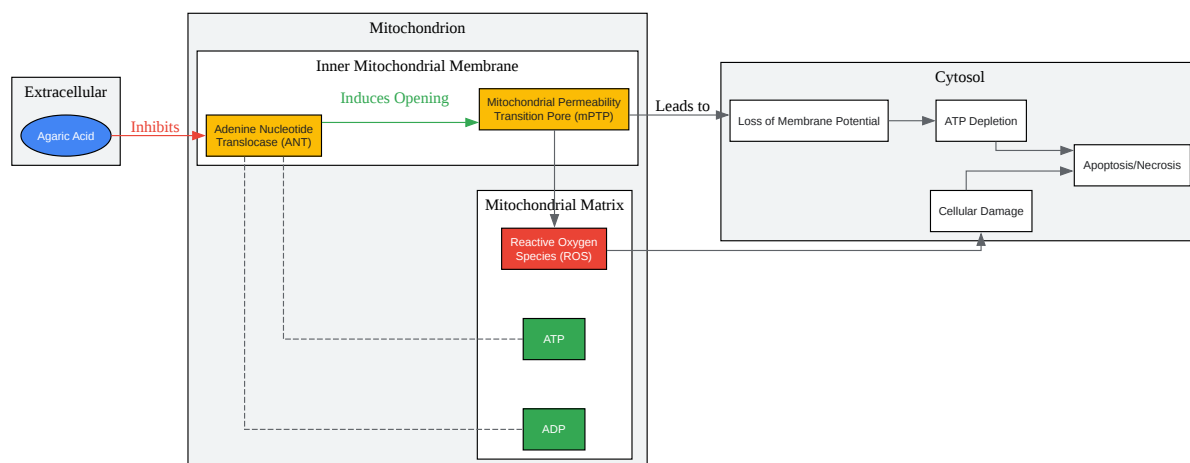 Mitochondrion
Inner Mitochondrial Membrane
Extracellular
Agaric Acid
Inhibits
Adenine Nucleotide
Translocase (ANT)
Induces Opening
Mitochondrial Permeability
Transition Pore (mPTP)
Leads to
Cytosol
Loss of Membrane Potential
ATP Depletion
Apoptosis/Necrosis
Cellular Damage
Mitochondrial Matrix
Reactive Oxygen
Species (ROS)
ATP
ADP